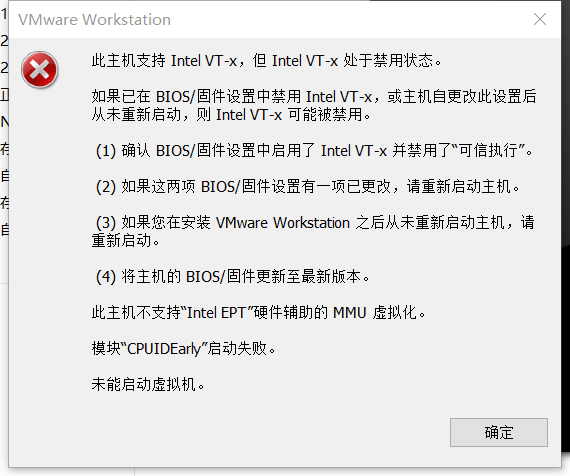 VMware Workstation
此主机支持 Intel VT-x，但 Intel VT-x 处于禁用状态。
如果已在 BIOS/固件设置中禁用 Intel VT-x，或主机自更改此设置后
从未重新启动，则 Intel VT-x 可能被禁用。
(1) 确认 BIOS/固件设置中启用了 Intel VT-x 并禁用了“可信执行”。
(2) 如果这两项 BIOS/固件设置有一项已更改，请重新启动主机。
(3) 如果您在安装 VMware Workstation 之后从未重新启动主机，请
重新启动。
(4) 将主机的 BIOS/固件更新至最新版本。
此主机不支持“Intel EPT”硬件辅助的 MMU 虚拟化。
模块“CPUIDEarly”启动失败。
未能启动虚拟机。
确定